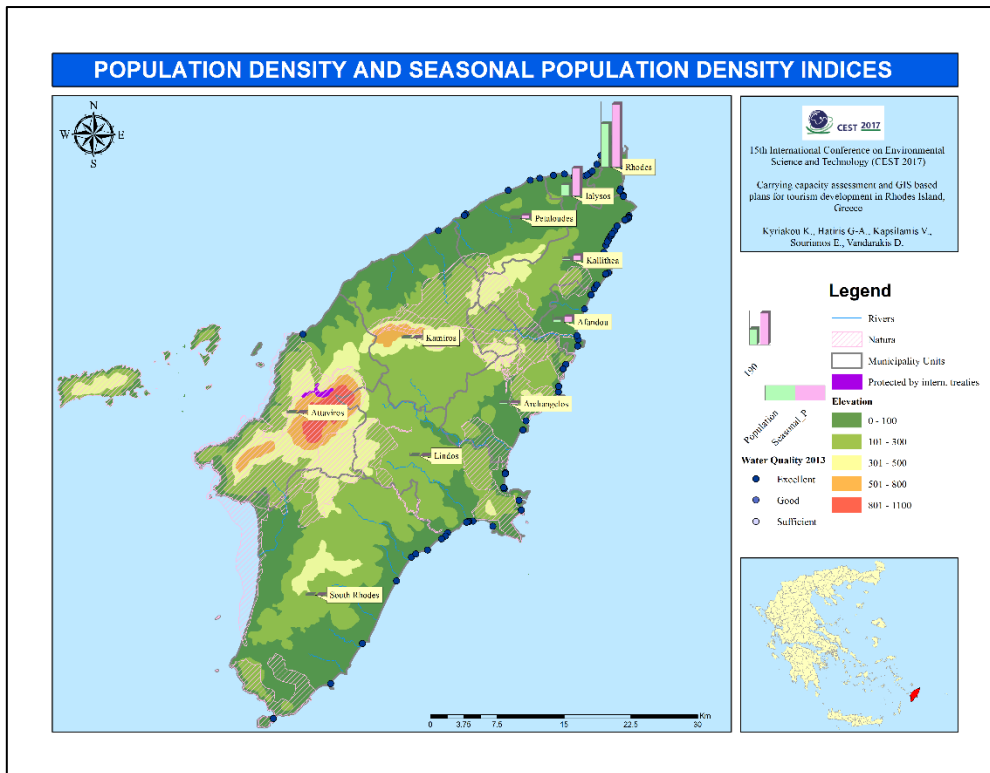 POPULATION DENSITY AND SEASONAL POPULATION DENSITY INDICES
N
W E
S
Rhodes
Ialysos
Petaloudes
Kallithea
Afandou
Kamiros
Archangelos
Attaviros
Lindos
South Rhodes
Km
0 3.75 7.5 15 22.5 30
CEST 2017
15th International Conference on Environmental
Science and Technology (CEST 2017)
Carrying capacity assessment and GIS based
plans for tourism development in Rhodes Island,
Greece
Kyriakou K., Hatiris G-A., Kapsilamis V.,
Sourianos E., Vandarakis D.
Legend
190
Population
Seasonal_P
Water Quality 2013
Excellent
Good
Sufficient
Rivers
Natura
Municipality Units
Protected by intern. treaties
Elevation
0 - 100
101 - 300
301 - 500
501 - 800
801 - 1100